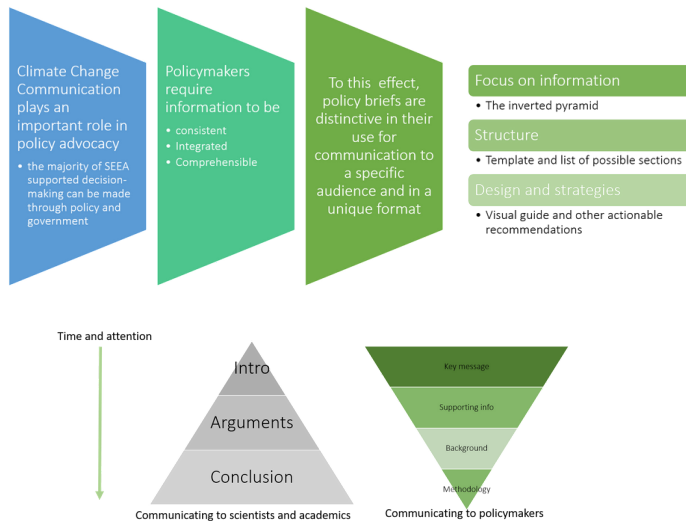 Climate Change
Communication
plays an
important role in
policy advocacy
• the majority of SEEA
supported decision-
making can be made
through policy and
government
Policymakers
require
information to be
• consistent
• Integrated
• Comprehensible
To this effect,
policy briefs are
distinctive in their
use for
communication to
a specific
audience and in a
unique format
Focus on information
• The inverted pyramid
Structure
• Template and list of possible sections
Design and strategies
• Visual guide and other actionable
recommendations
Time and attention
Intro
Arguments
Conclusion
Communicating to scientists and academics
Key message
Supporting info
Background
Methodology
Communicating to policymakers